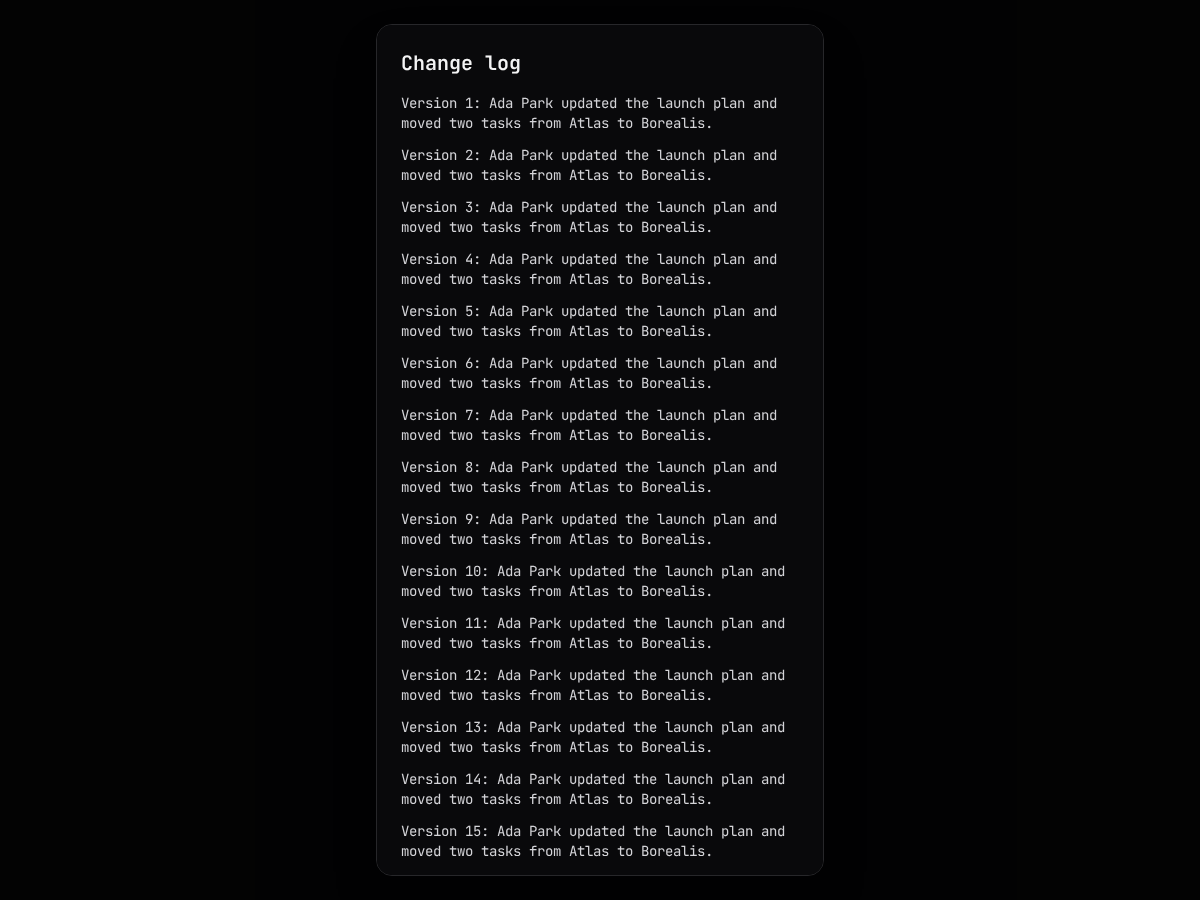 Change log
Version 1: Ada Park updated the launch plan and
moved two tasks from Atlas to Borealis.
Version 2: Ada Park updated the launch plan and
moved two tasks from Atlas to Borealis.
Version 3: Ada Park updated the launch plan and
moved two tasks from Atlas to Borealis.
Version 4: Ada Park updated the launch plan and
moved two tasks from Atlas to Borealis.
Version 5: Ada Park updated the launch plan and
moved two tasks from Atlas to Borealis.
Version 6: Ada Park updated the launch plan and
moved two tasks from Atlas to Borealis.
Version 7: Ada Park updated the launch plan and
moved two tasks from Atlas to Borealis.
Version 8: Ada Park updated the launch plan and
moved two tasks from Atlas to Borealis.
Version 9: Ada Park updated the launch plan and
moved two tasks from Atlas to Borealis.
Version 10: Ada Park updated the launch plan and
moved two tasks from Atlas to Borealis.
Version 11: Ada Park updated the launch plan and
moved two tasks from Atlas to Borealis.
Version 12: Ada Park updated the launch plan and
moved two tasks from Atlas to Borealis.
Version 13: Ada Park updated the launch plan and
moved two tasks from Atlas to Borealis.
Version 14: Ada Park updated the launch plan and
moved two tasks from Atlas to Borealis.
Version 15: Ada Park updated the launch plan and
moved two tasks from Atlas to Borealis.